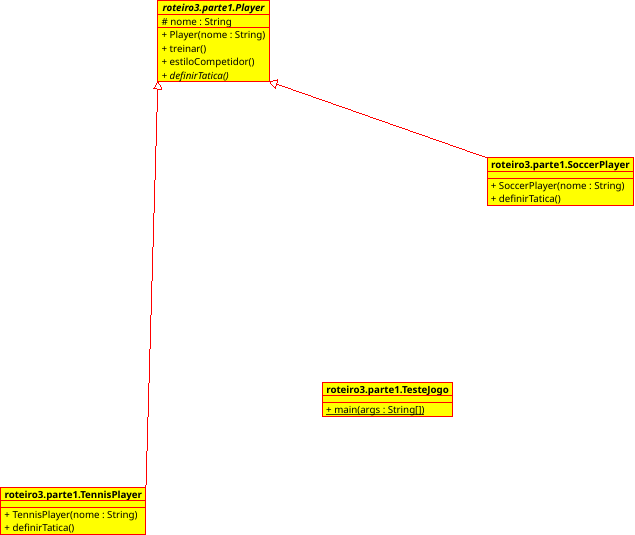 roteiro3.parte1.Player
# nome : String
+ Player(nome : String)
+ treinar()
+ estiloCompetidor()
+ definirTatica()
roteiro3.parte1.SoccerPlayer
+ SoccerPlayer(nome : String)
+ definirTatica()
roteiro3.parte1.TesteJogo
+ main(args : String[])
roteiro3.parte1.TennisPlayer
+ TennisPlayer(nome : String)
+ definirTatica()